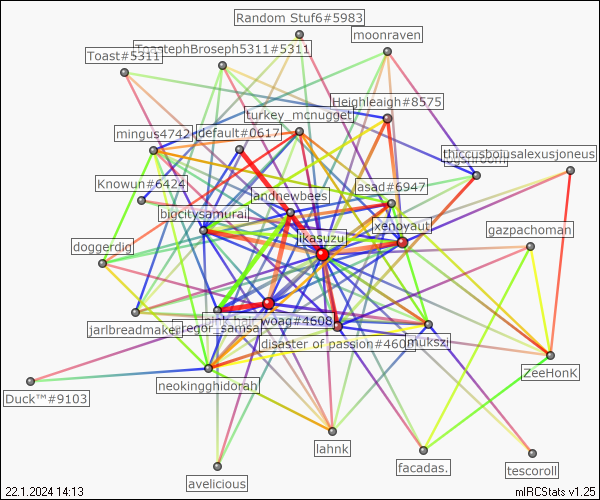 Random Stuf6#5983
moonraven
ToastephBroseph5311#5311
Toast#5311
Heighleigh#8575
turkey_mcnugget
mingus4742
default#0617
thiccusboiusalexusjoneus
Knowun#6424
asad#6947
andnewbees
bigcitysamurai
xenoyaut
ikasuzu
gazpachoman
doggerdig
woag#4608
jarlbreadmaker
gregor_samsa
mukszi
disaster of passion#460
ZeeHonK
neokingghidorah
Duck™#9103
lahnk
facadas.
tescoroll
avelicious
22.1.2024 14:13
mIRCStats v1.25